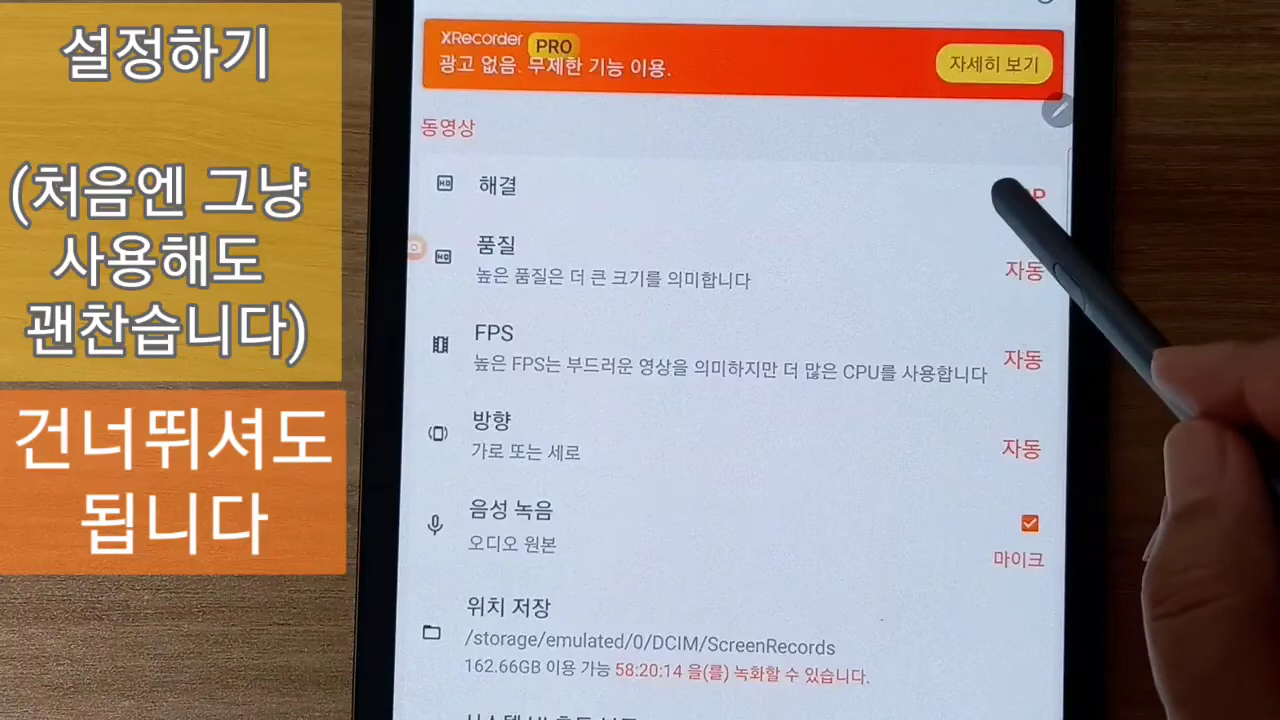 설정하기
(처음엔 그냥
사용해도
괜찬습니다)
건너뛰셔도
됩니다
XRecorder PRO
광고 없음. 무제한 기능 이용.
자세히 보기
동영상
해결
품질
높은 품질은 더 큰 크기를 의미합니다
자동
FPS
높은 FPS는 부드러운 영상을 의미하지만 더 많은 CPU를 사용합니다
자동
방향
가로 또는 세로
자동
음성 녹음
오디오 원본
마이크
위치 저장
/storage/emulated/0/DCIM/ScreenRecords
162.66GB 이용 가능 58:20:14 을(를) 녹화할 수 있습니다.